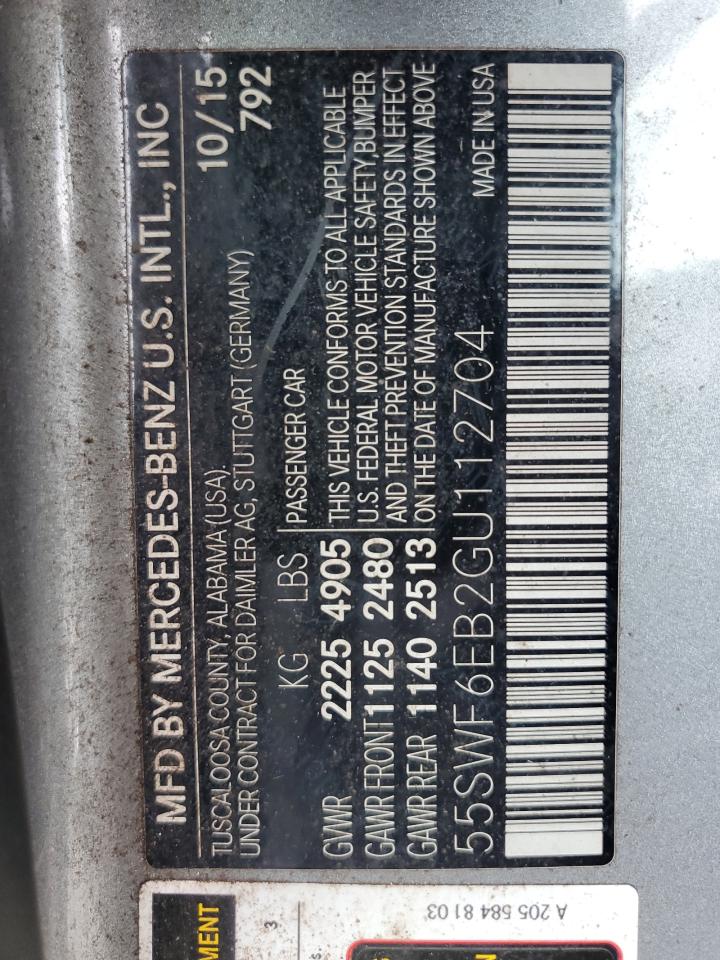 MFD BY MERCEDES-BENZ U.S. INTL., INC
TUSCALOOSA COUNTY, ALABAMA (USA)
10/15
UNDER CONTRACT FOR DAIMLER AG, STUTTGART (GERMANY)
792
KG LBS
PASSENGER CAR
GVWR 2225 4905
GAWR FRONT 1125 2480
GAWR REAR 1140 2513
THIS VEHICLE CONFORMS TO ALL APPLICABLE
U.S. FEDERAL MOTOR VEHICLE SAFETY, BUMPER
AND THEFT PREVENTION STANDARDS IN EFFECT
ON THE DATE OF MANUFACTURE SHOWN ABOVE
55SWF6EB2GU112704
MADE IN USA
MENT
3
A 205 584 81 03